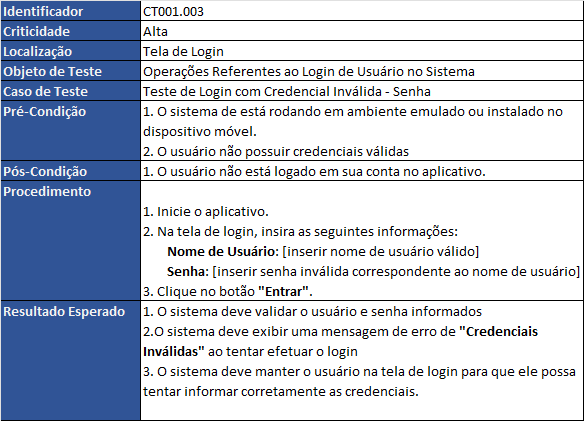 Identificador CT001.003
Criticidade Alta
Localização Tela de Login
Objeto de Teste Operações Referentes ao Login de Usuário no Sistema
Caso de Teste Teste de Login com Credencial Inválida - Senha
Pré-Condição 1. O sistema de está rodando em ambiente emulado ou instalado no
dispositivo móvel.
2. O usuário não possuir credenciais válidas
Pós-Condição 1. O usuário não está logado em sua conta no aplicativo.
Procedimento
1. Inicie o aplicativo.
2. Na tela de login, insira as seguintes informações:
Nome de Usuário: [inserir nome de usuário válido]
Senha: [inserir senha inválida correspondente ao nome de usuário]
3. Clique no botão "Entrar".
Resultado Esperado 1. O sistema deve validar o usuário e senha informados
2.O sistema deve exibir uma mensagem de erro de "Credenciais
Inválidas" ao tentar efetuar o login
3. O sistema deve manter o usuário na tela de login para que ele possa
tentar informar corretamente as credenciais.